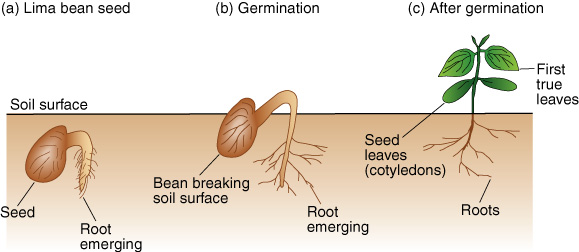 (a) Lima bean seed
(b) Germination
(c) After germination
First
true
leaves
Soil surface
Seed
leaves
(cotyledons)
Bean breaking
soil surface
Seed
Root
emerging
Root
emerging
Roots